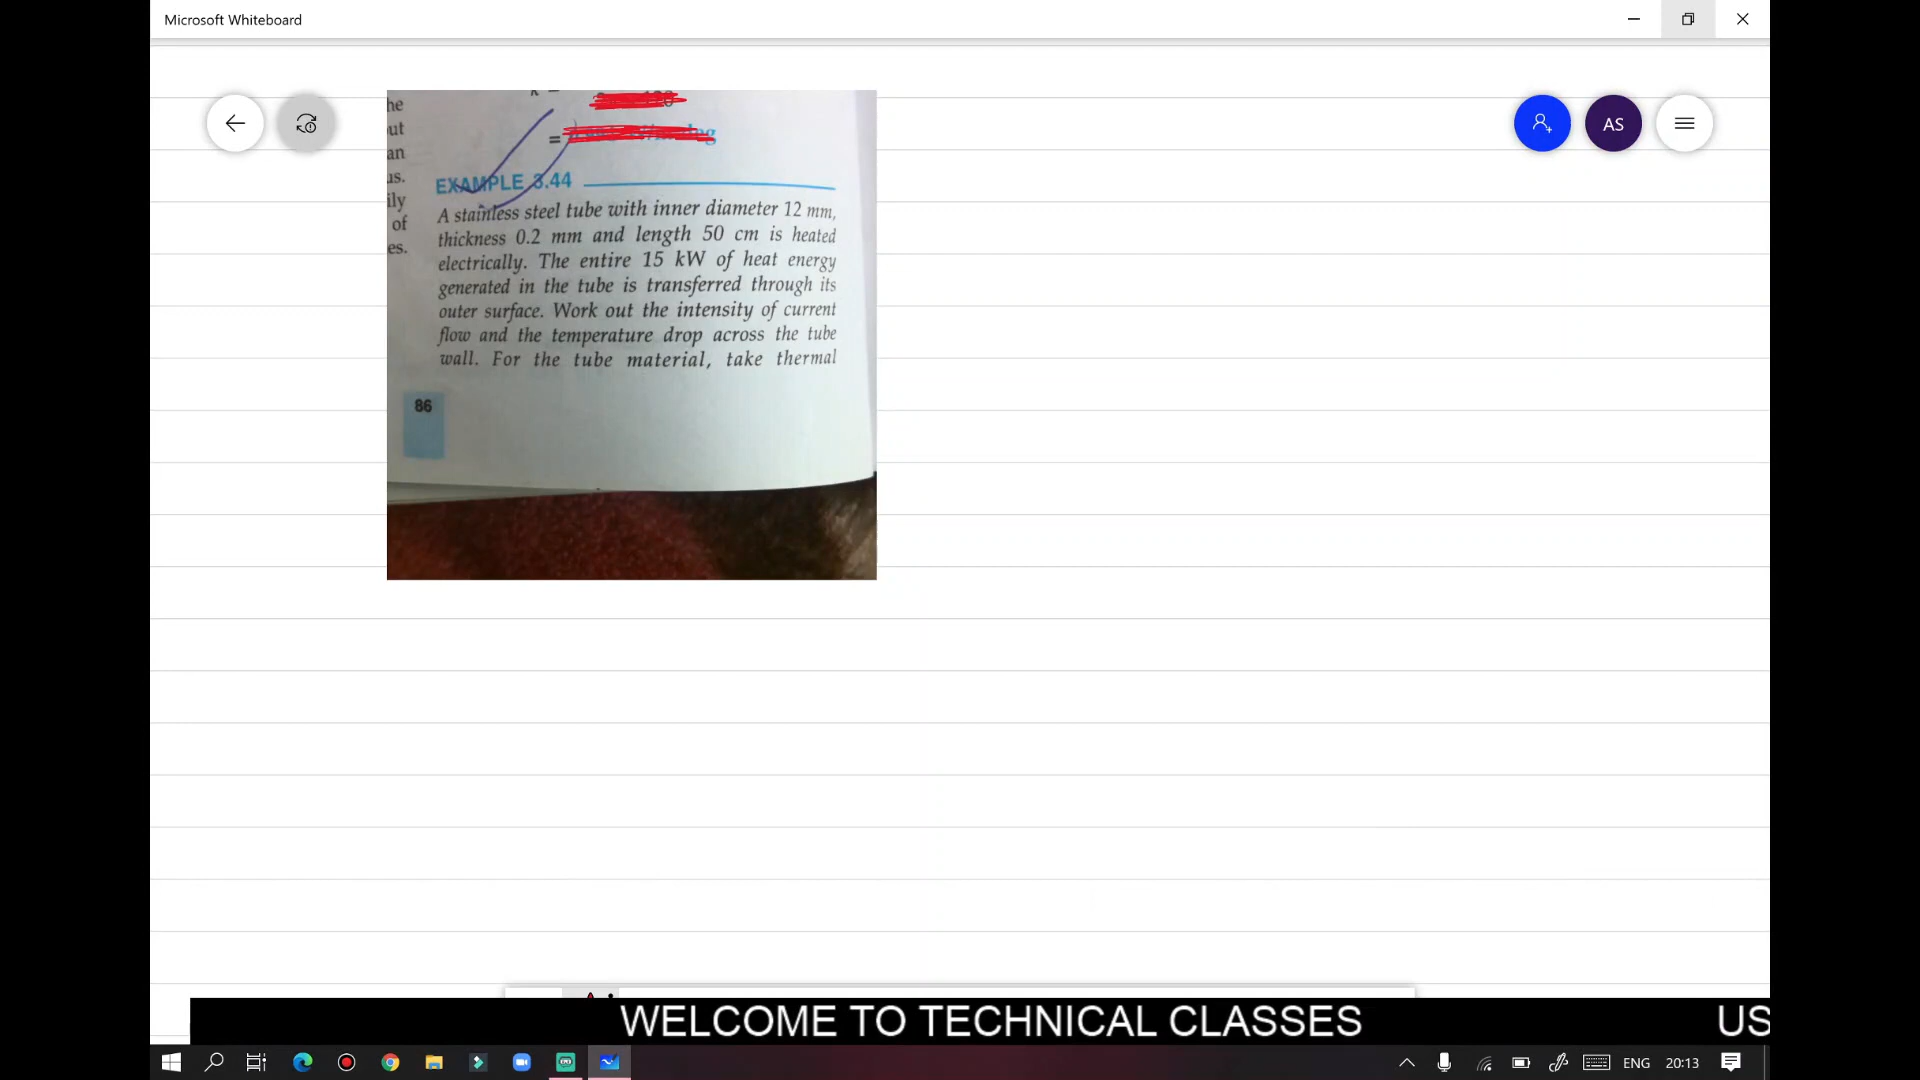 Microsoft Whiteboard
he
ut
an
us.
ily
of
es.
=
EXAMPLE 3.44
A stainless steel tube with inner diameter 12 mm,
thickness 0.2 mm and length 50 cm is heated
electrically. The entire 15 kW of heat energy
generated in the tube is transferred through its
outer surface. Work out the intensity of current
flow and the temperature drop across the tube
wall. For the tube material, take thermal
86
AS
WELCOME TO TECHNICAL CLASSES
US
ENG
20:13